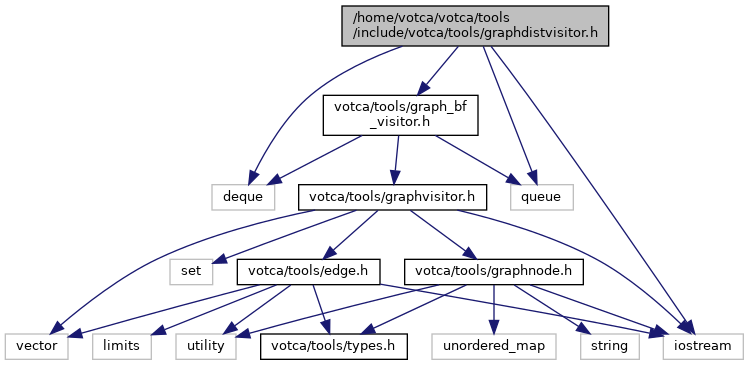 /home/votca/votca/tools
/include/votca/tools/graphdistvisitor.h
votca/tools/graph_bf
_visitor.h
deque
votca/tools/graphvisitor.h
queue
set
votca/tools/edge.h
votca/tools/graphnode.h
vector
limits
utility
votca/tools/types.h
unordered_map
string
iostream